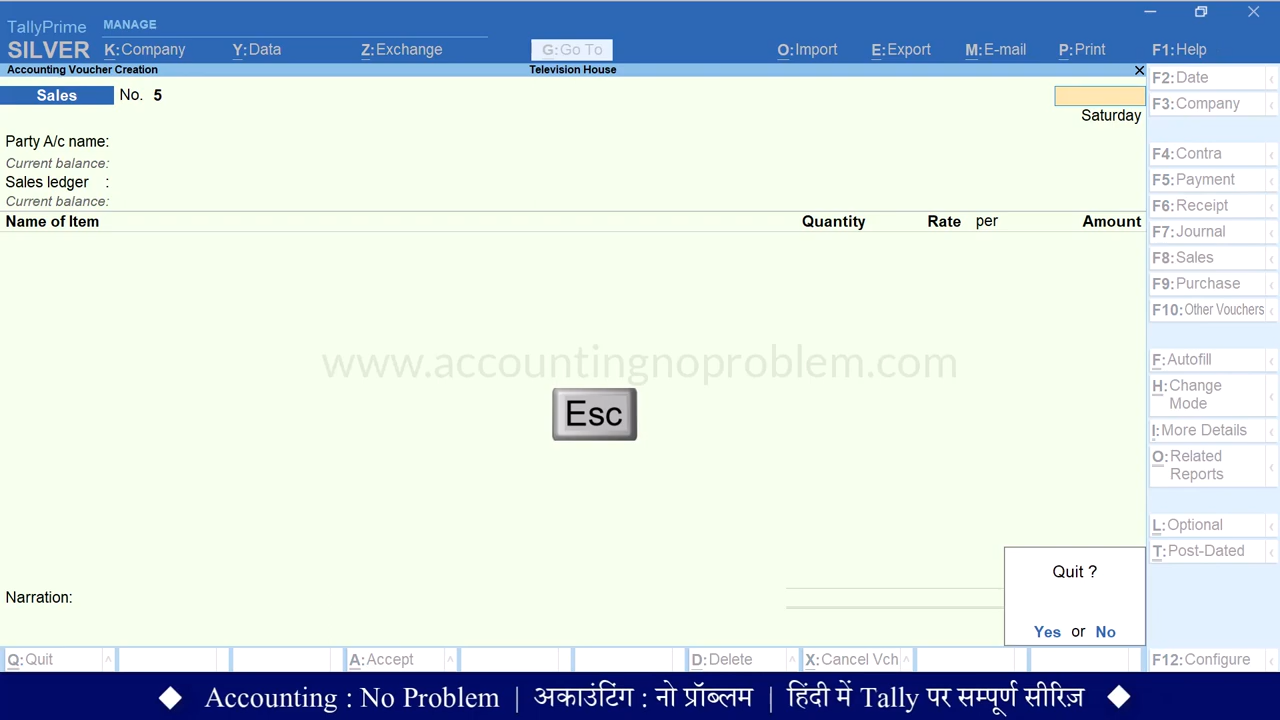 TallyPrime MANAGE
SILVER K:Company Y:Data Z:Exchange G:Go To O:Import E:Export M:E-mail P:Print F1:Help
Accounting Voucher Creation Television House
Sales No. 5
Saturday
Party A/c name:
Current balance:
Sales ledger :
Current balance:
Name of Item Quantity Rate per Amount
www.accountingnoproblem.com
Esc
Quit ?
Yes or No
Narration:
F2:Date
F3:Company
F4:Contra
F5:Payment
F6:Receipt
F7:Journal
F8:Sales
F9:Purchase
F10:Other Vouchers
F:Autofill
H:Change
Mode
I:More Details
O:Related
Reports
L:Optional
T:Post-Dated
Q:Quit A:Accept D:Delete X:Cancel Vch F12:Configure
Accounting : No Problem | अकाउंटिंग : नो प्रॉब्लम | हिंदी में Tally पर सम्पूर्ण सीरिज़